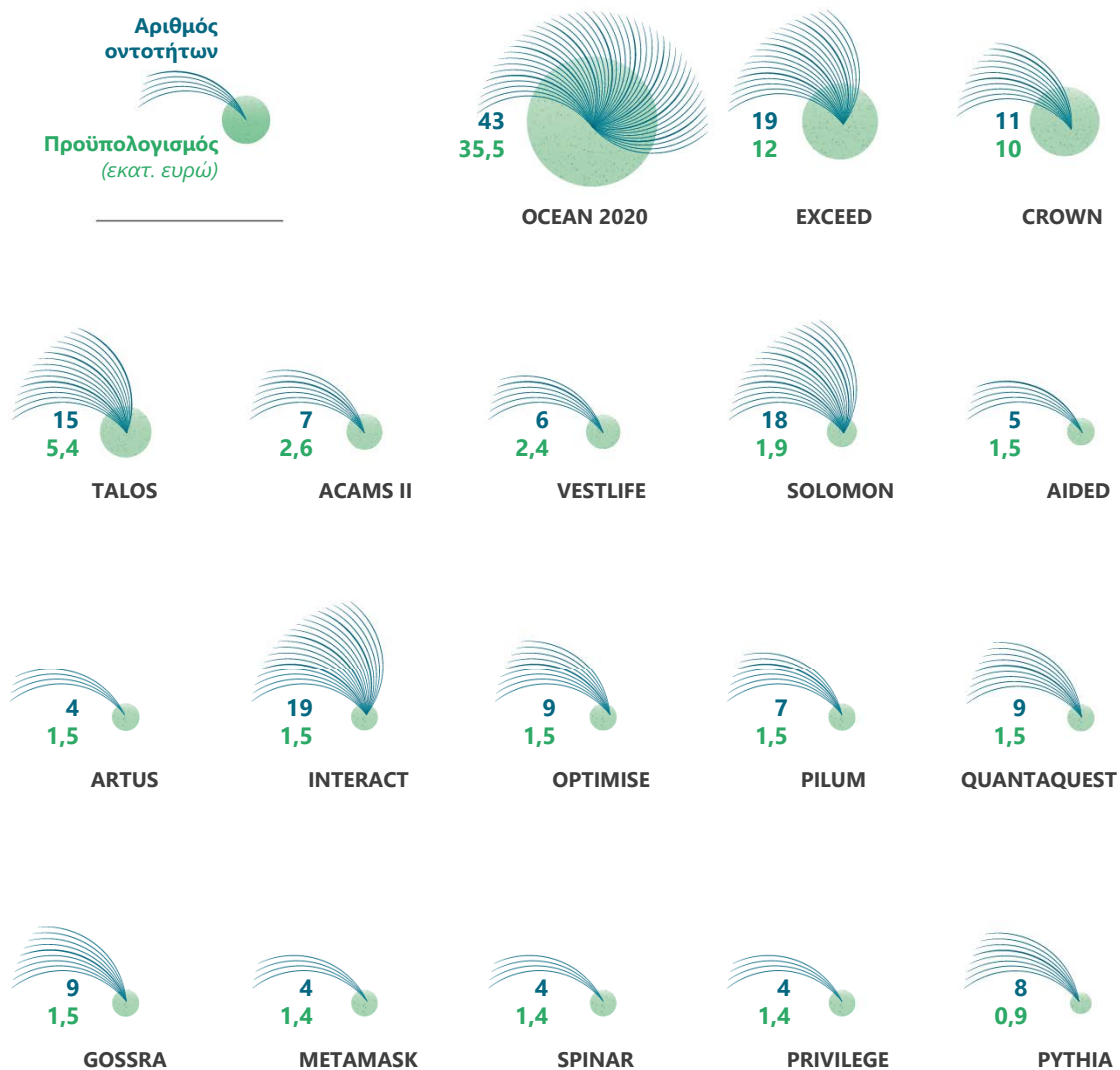 Αριθμός
οντοτήτων
Προϋπολογισμός
(εκατ. ευρώ)
43
35,5
OCEAN 2020
19
12
EXCEED
11
10
CROWN
15
5,4
TALOS
7
2,6
ACAMS II
6
2,4
VESTLIFE
18
1,9
SOLOMON
5
1,5
AIDED
4
1,5
ARTUS
19
1,5
INTERACT
9
1,5
OPTIMISE
7
1,5
PILUM
9
1,5
QUANTAQUEST
9
1,5
GOSSRA
4
1,4
METAMASK
4
1,4
SPINAR
4
1,4
PRIVILEGE
8
0,9
PYTHIA